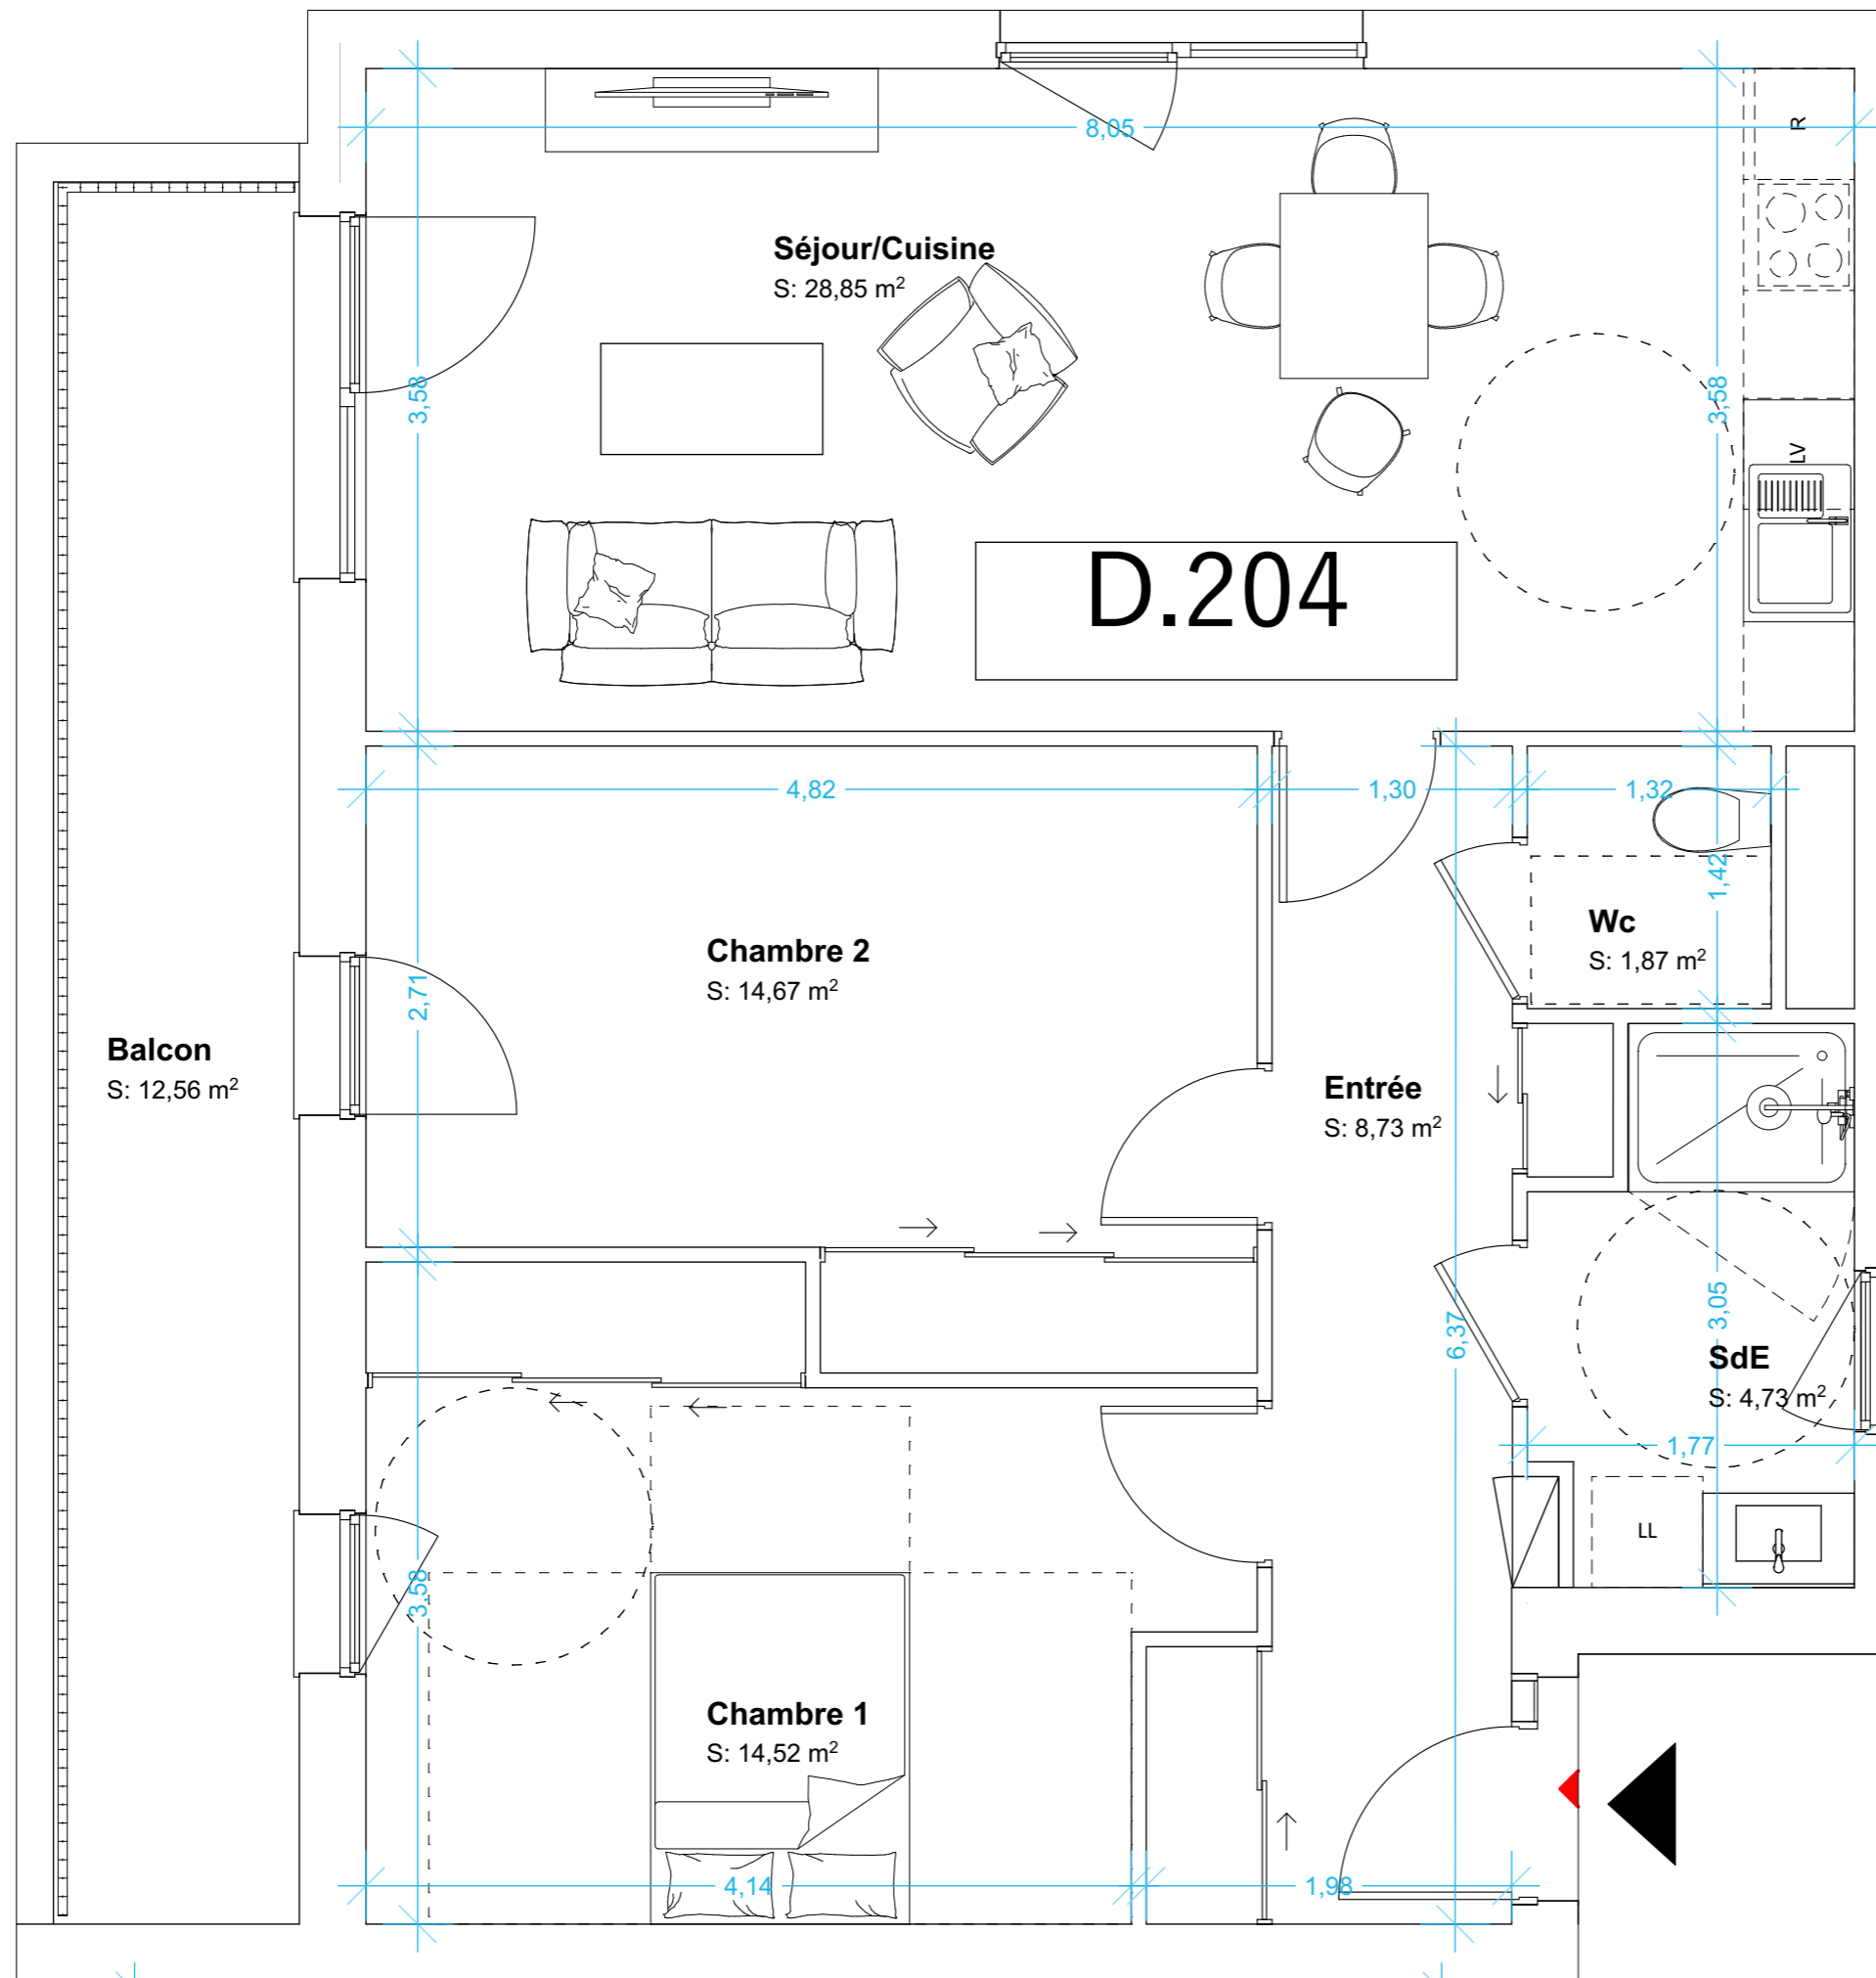 8,05
R
Séjour/Cuisine
S: 28,85 m²
3,58
3,58
LV
D.204
4,82
1,30
1,32
1,42
Wc
S: 1,87 m²
Chambre 2
S: 14,67 m²
2,71
Balcon
S: 12,56 m²
Entrée
S: 8,73 m²
3,05
6,37
SdE
S: 4,73 m²
1,77
LL
3,58
Chambre 1
S: 14,52 m²
4,14
1,98